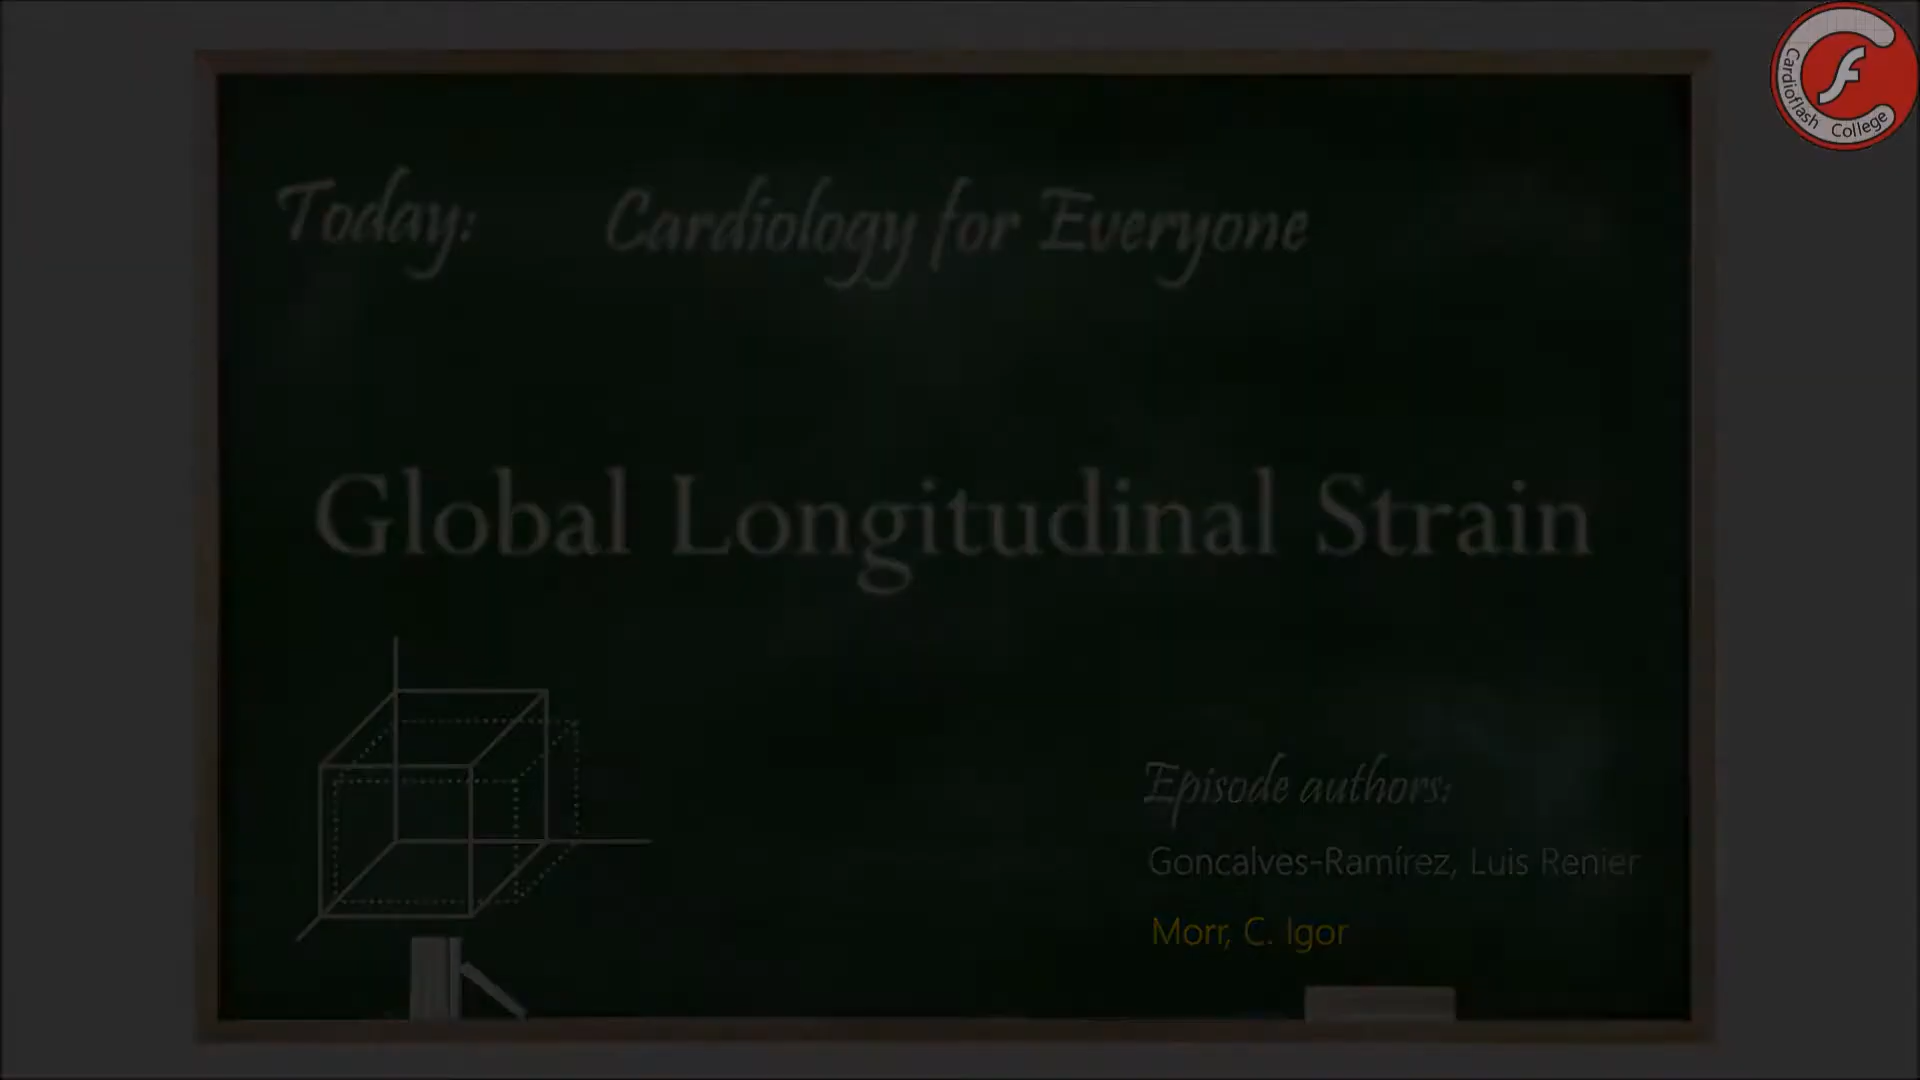 Cardioflash College
Today: Cardiology for Everyone
Global Longitudinal Strain
Episode authors:
Goncalves-Ramírez, Luis Renier
Morr, C. Igor